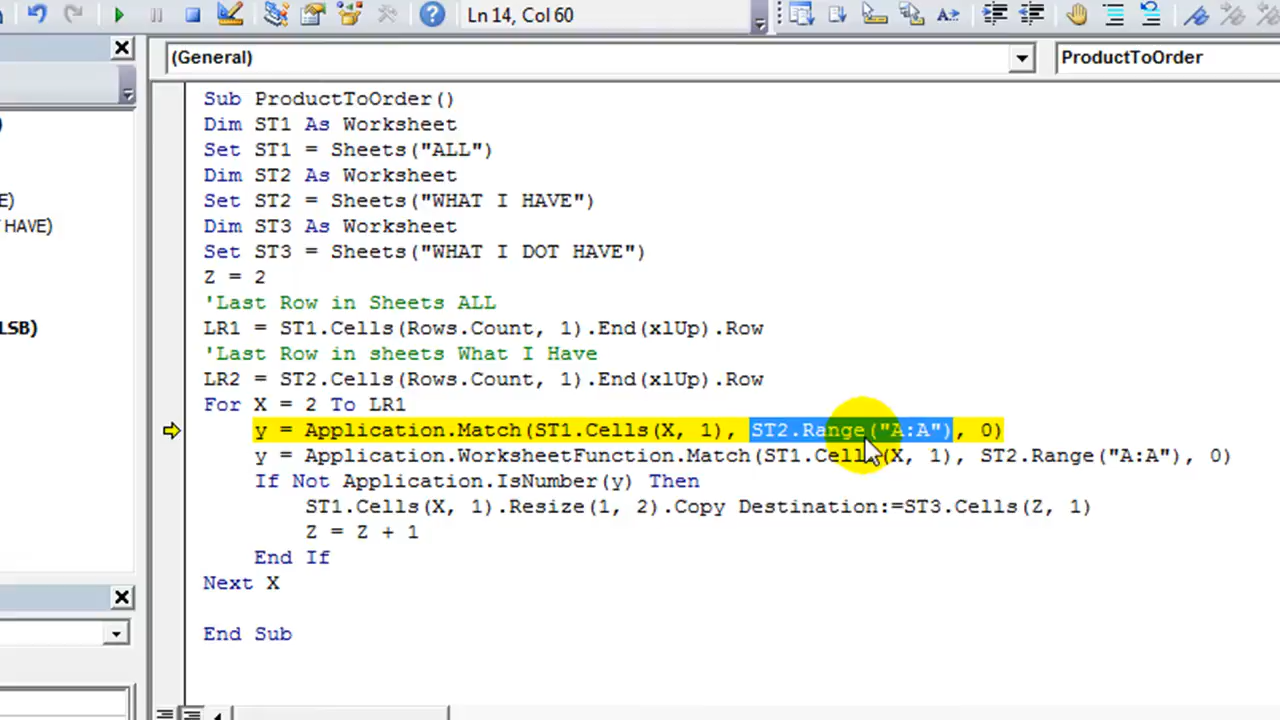 Ln 14, Col 60
(General)
ProductToOrder
)
E)
HAVE)
LSB)
Sub ProductToOrder()
Dim ST1 As Worksheet
Set ST1 = Sheets("ALL")
Dim ST2 As Worksheet
Set ST2 = Sheets("WHAT I HAVE")
Dim ST3 As Worksheet
Set ST3 = Sheets("WHAT I DOT HAVE")
Z = 2
'Last Row in Sheets ALL
LR1 = ST1.Cells(Rows.Count, 1).End(xlUp).Row
'Last Row in sheets What I Have
LR2 = ST2.Cells(Rows.Count, 1).End(xlUp).Row
For X = 2 To LR1
y = Application.Match(ST1.Cells(X, 1), ST2.Range("A:A"), 0)
y = Application.WorksheetFunction.Match(ST1.Cells(X, 1), ST2.Range("A:A"), 0)
If Not Application.IsNumber(y) Then
ST1.Cells(X, 1).Resize(1, 2).Copy Destination:=ST3.Cells(Z, 1)
Z = Z + 1
End If
Next X
End Sub